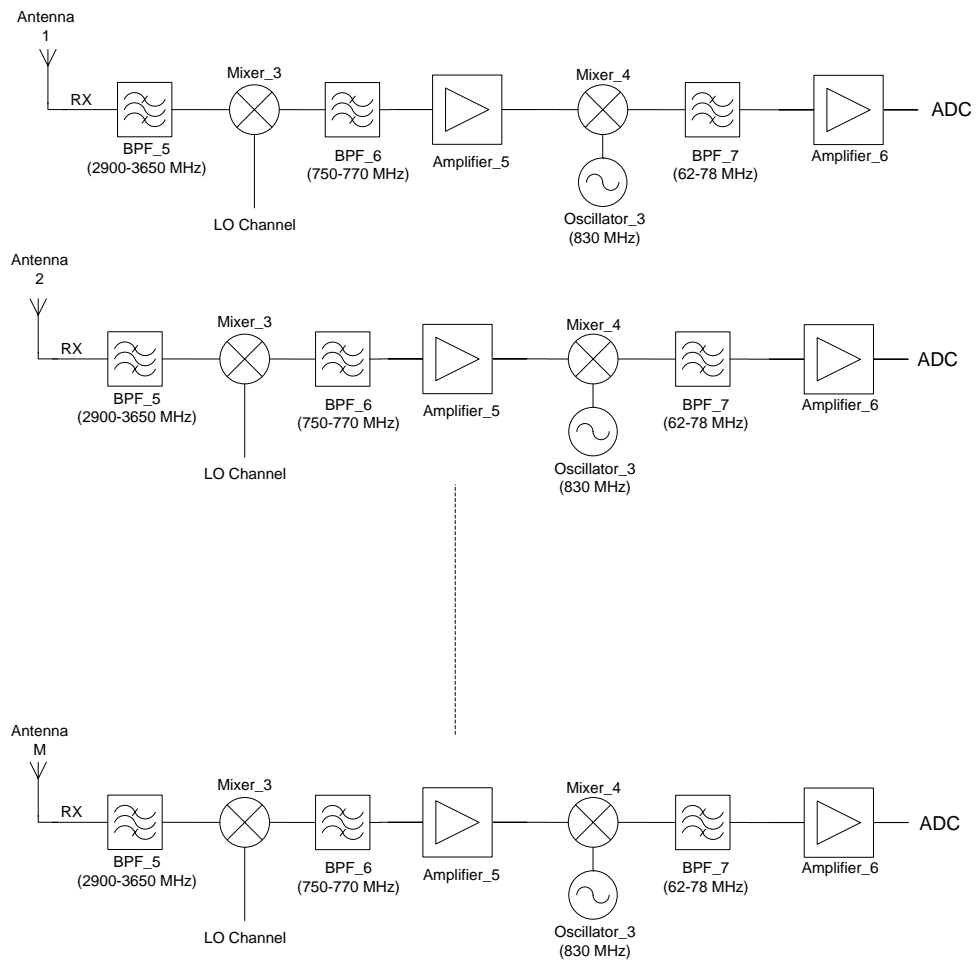 Antenna
1
RX
BPF_5
(2900-3650 MHz)
Mixer_3
LO Channel
BPF_6
(750-770 MHz)
Amplifier_5
Mixer_4
Oscillator_3
(830 MHz)
BPF_7
(62-78 MHz)
Amplifier_6
ADC
Antenna
2
RX
BPF_5
(2900-3650 MHz)
Mixer_3
LO Channel
BPF_6
(750-770 MHz)
Amplifier_5
Mixer_4
Oscillator_3
(830 MHz)
BPF_7
(62-78 MHz)
Amplifier_6
ADC
Antenna
M
RX
BPF_5
(2900-3650 MHz)
Mixer_3
LO Channel
BPF_6
(750-770 MHz)
Amplifier_5
Mixer_4
Oscillator_3
(830 MHz)
BPF_7
(62-78 MHz)
Amplifier_6
ADC